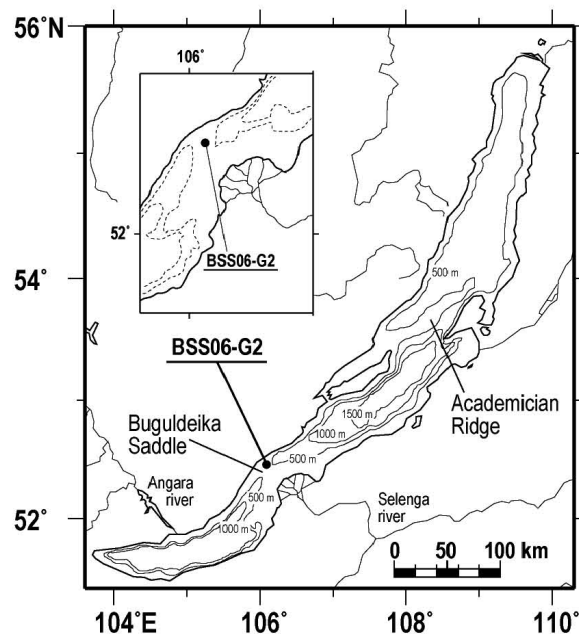 56°N
106°
52°
BSS06-G2
500 m
54°
BSS06-G2
1500 m
1000 m
500 m
Academician
Ridge
Buguldeika
Saddle
Angara
river
500 m
1000 m
Selenga
river
52°
0 50 100 km
104°E 106° 108° 110°